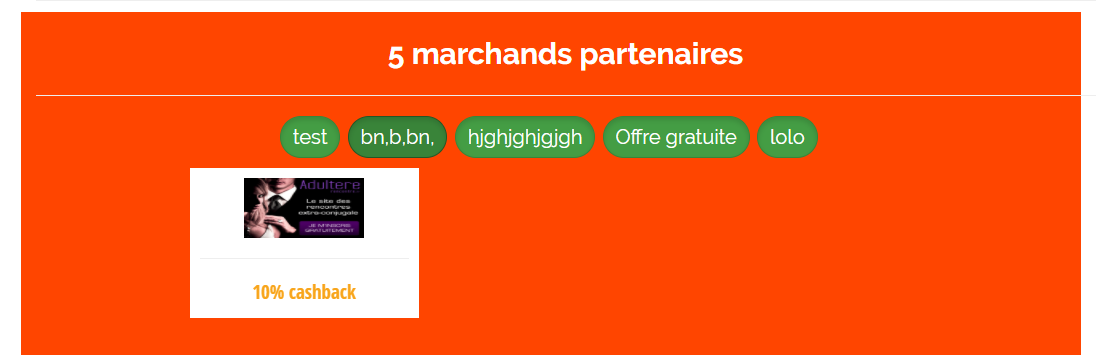 5 marchands partenaires
test
bn,b,bn,
hjghjghjgjgh
Offre gratuite
lolo
Adultere
Le site des
rencontres
extra-conjugale
JE M'INSCRIS
GRATUITEMENT
10% cashback